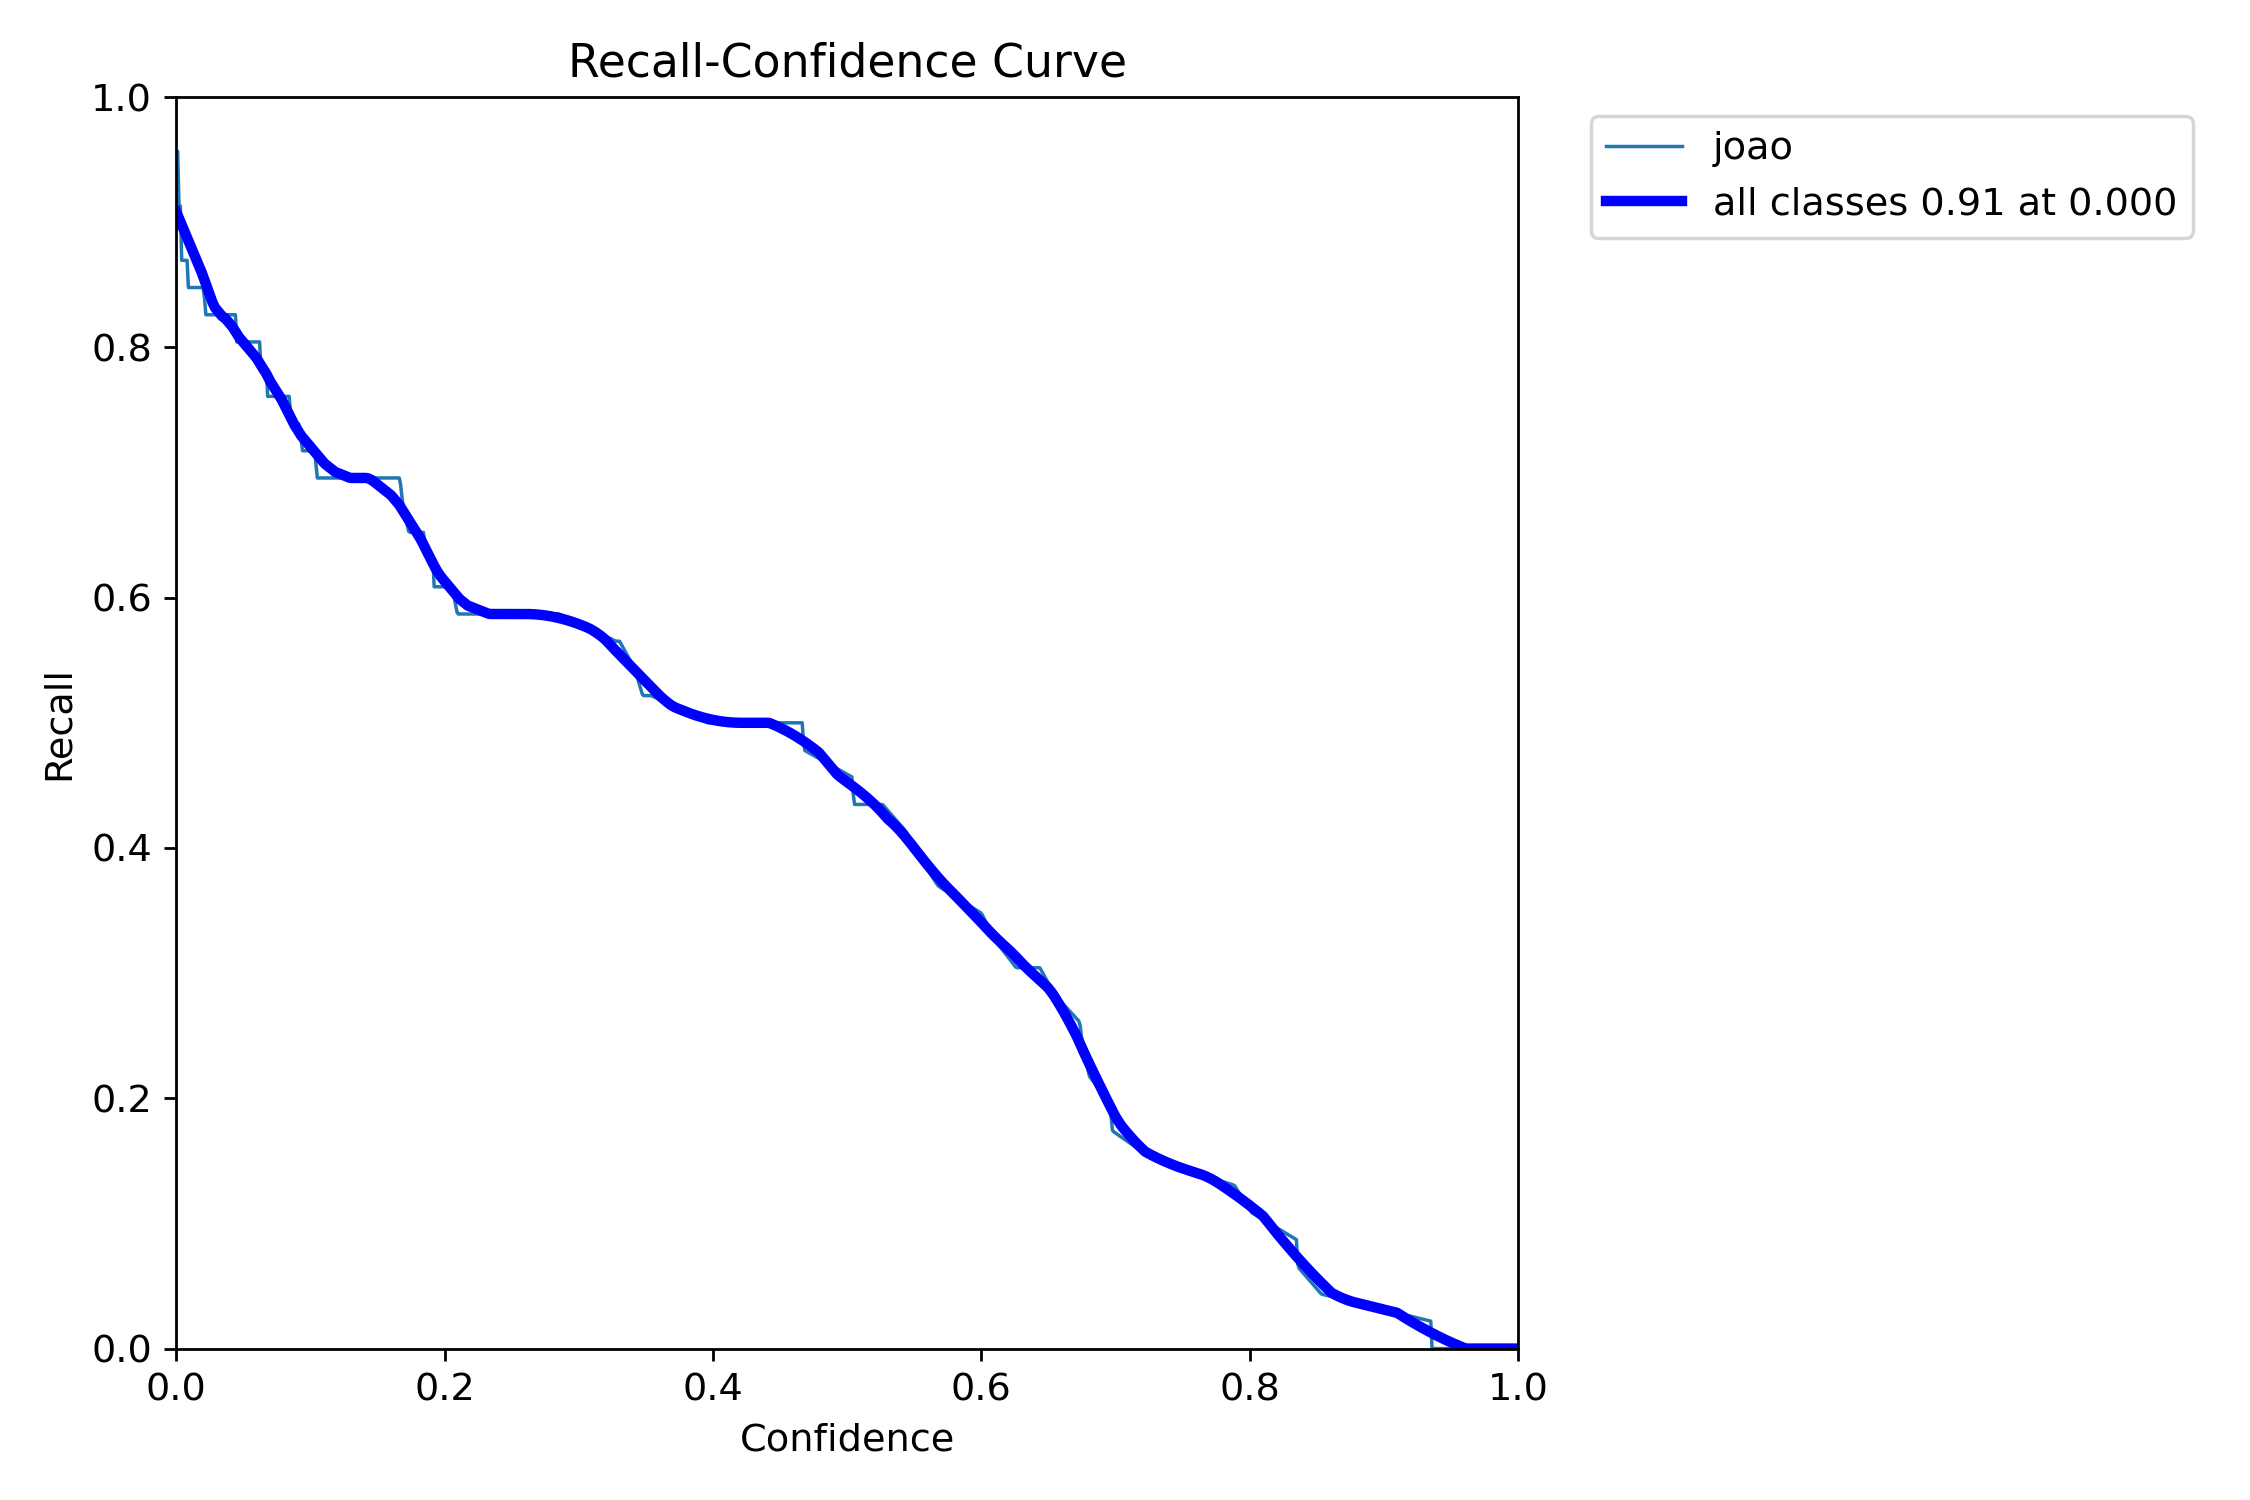 Recall-Confidence Curve
1.0
0.8
0.6
0.4
0.2
0.0
Recall
0.0 0.2 0.4 0.6 0.8 1.0
Confidence
joao
all classes 0.91 at 0.000